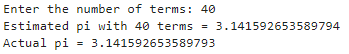 Enter the number of terms: 40
Estimated pi with 40 terms = 3.141592653589794
Actual pi = 3.141592653589793